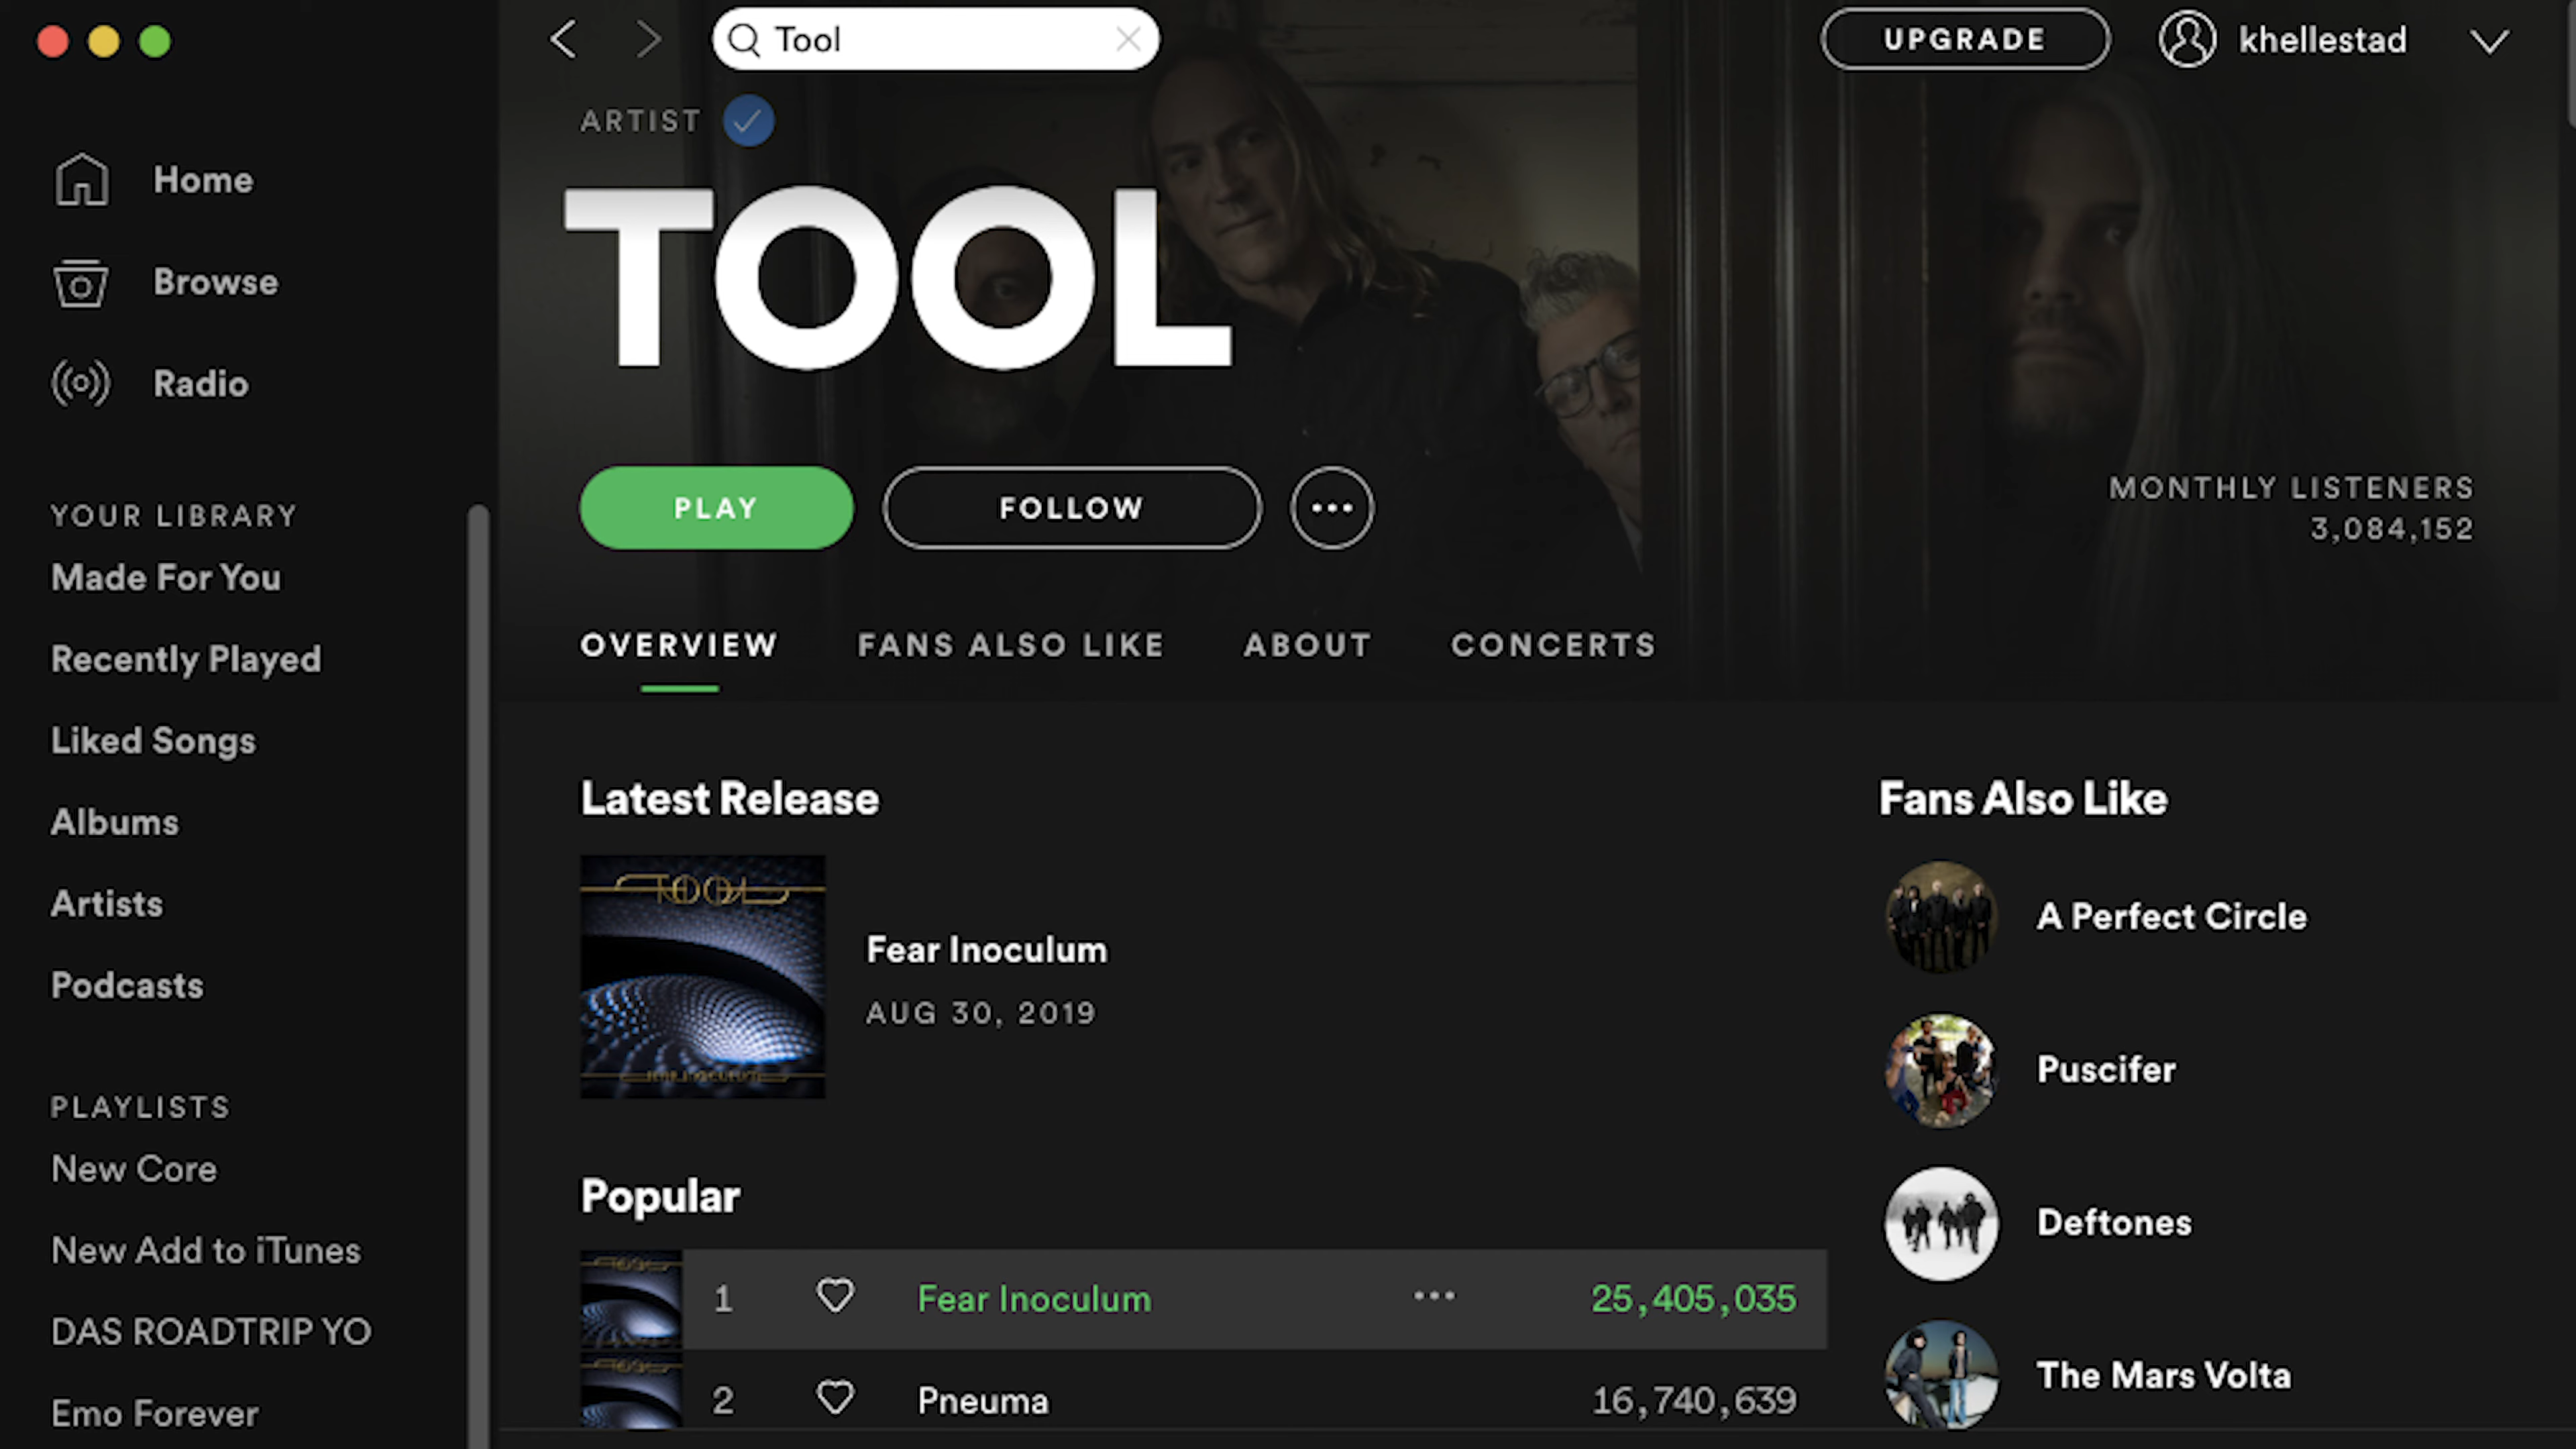 Tool
UPGRADE
khellestad
Home
Browse
Radio
YOUR LIBRARY
Made For You
Recently Played
Liked Songs
Albums
Artists
Podcasts
PLAYLISTS
New Core
New Add to iTunes
DAS ROADTRIP YO
Emo Forever
ARTIST
TOOL
PLAY
FOLLOW
MONTHLY LISTENERS
3,084,152
OVERVIEW FANS ALSO LIKE ABOUT CONCERTS
Latest Release
TOOL
FEAR INOCULUM
Fear Inoculum
AUG 30, 2019
Popular
1 Fear Inoculum 25,405,035
2 Pneuma 16,740,639
Fans Also Like
A Perfect Circle
Puscifer
Deftones
The Mars Volta